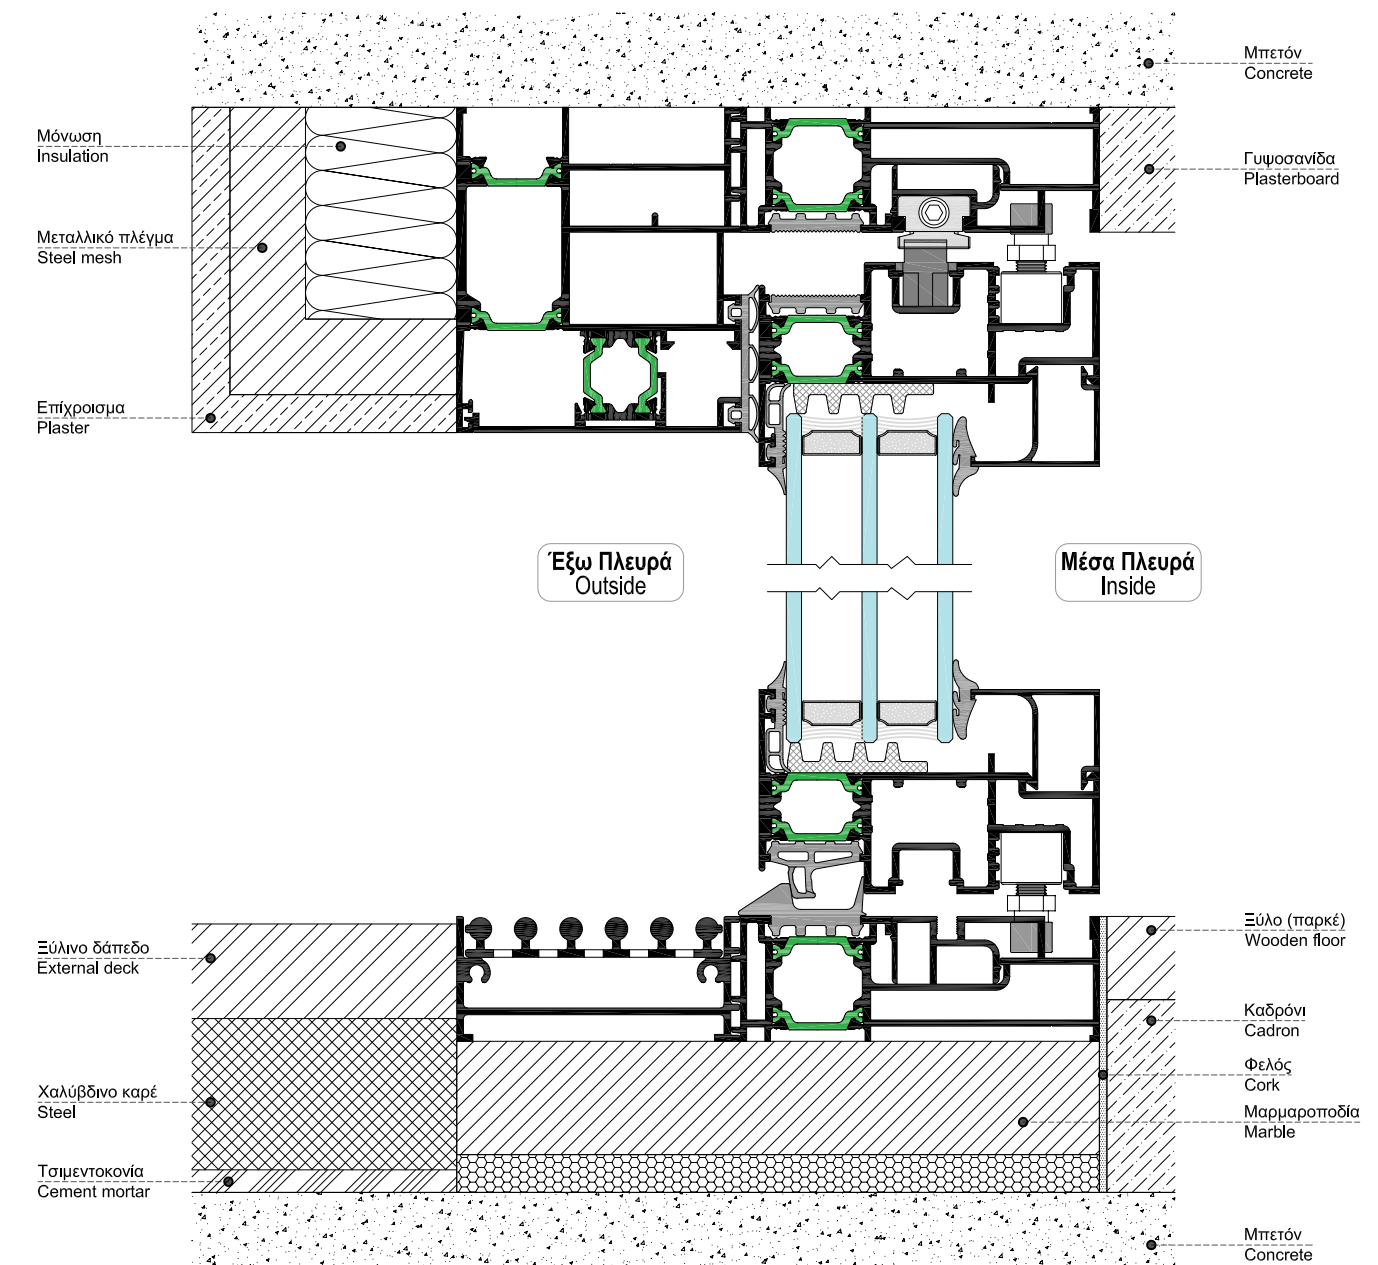 Μπετόν
Concrete
Μόνωση
Insulation
Γυψοσανίδα
Plasterboard
Μεταλλικό πλέγμα
Steel mesh
Επίχροισμα
Plaster
Έξω Πλευρά
Outside
Μέσα Πλευρά
Inside
Ξύλινο δάπεδο
External deck
Ξύλο (παρκέ)
Wooden floor
Καδρόνι
Cadron
Φελός
Cork
Χαλύβδινο καρέ
Steel
Μαρμαροποδία
Marble
Τσιμεντοκονία
Cement mortar
Μπετόν
Concrete